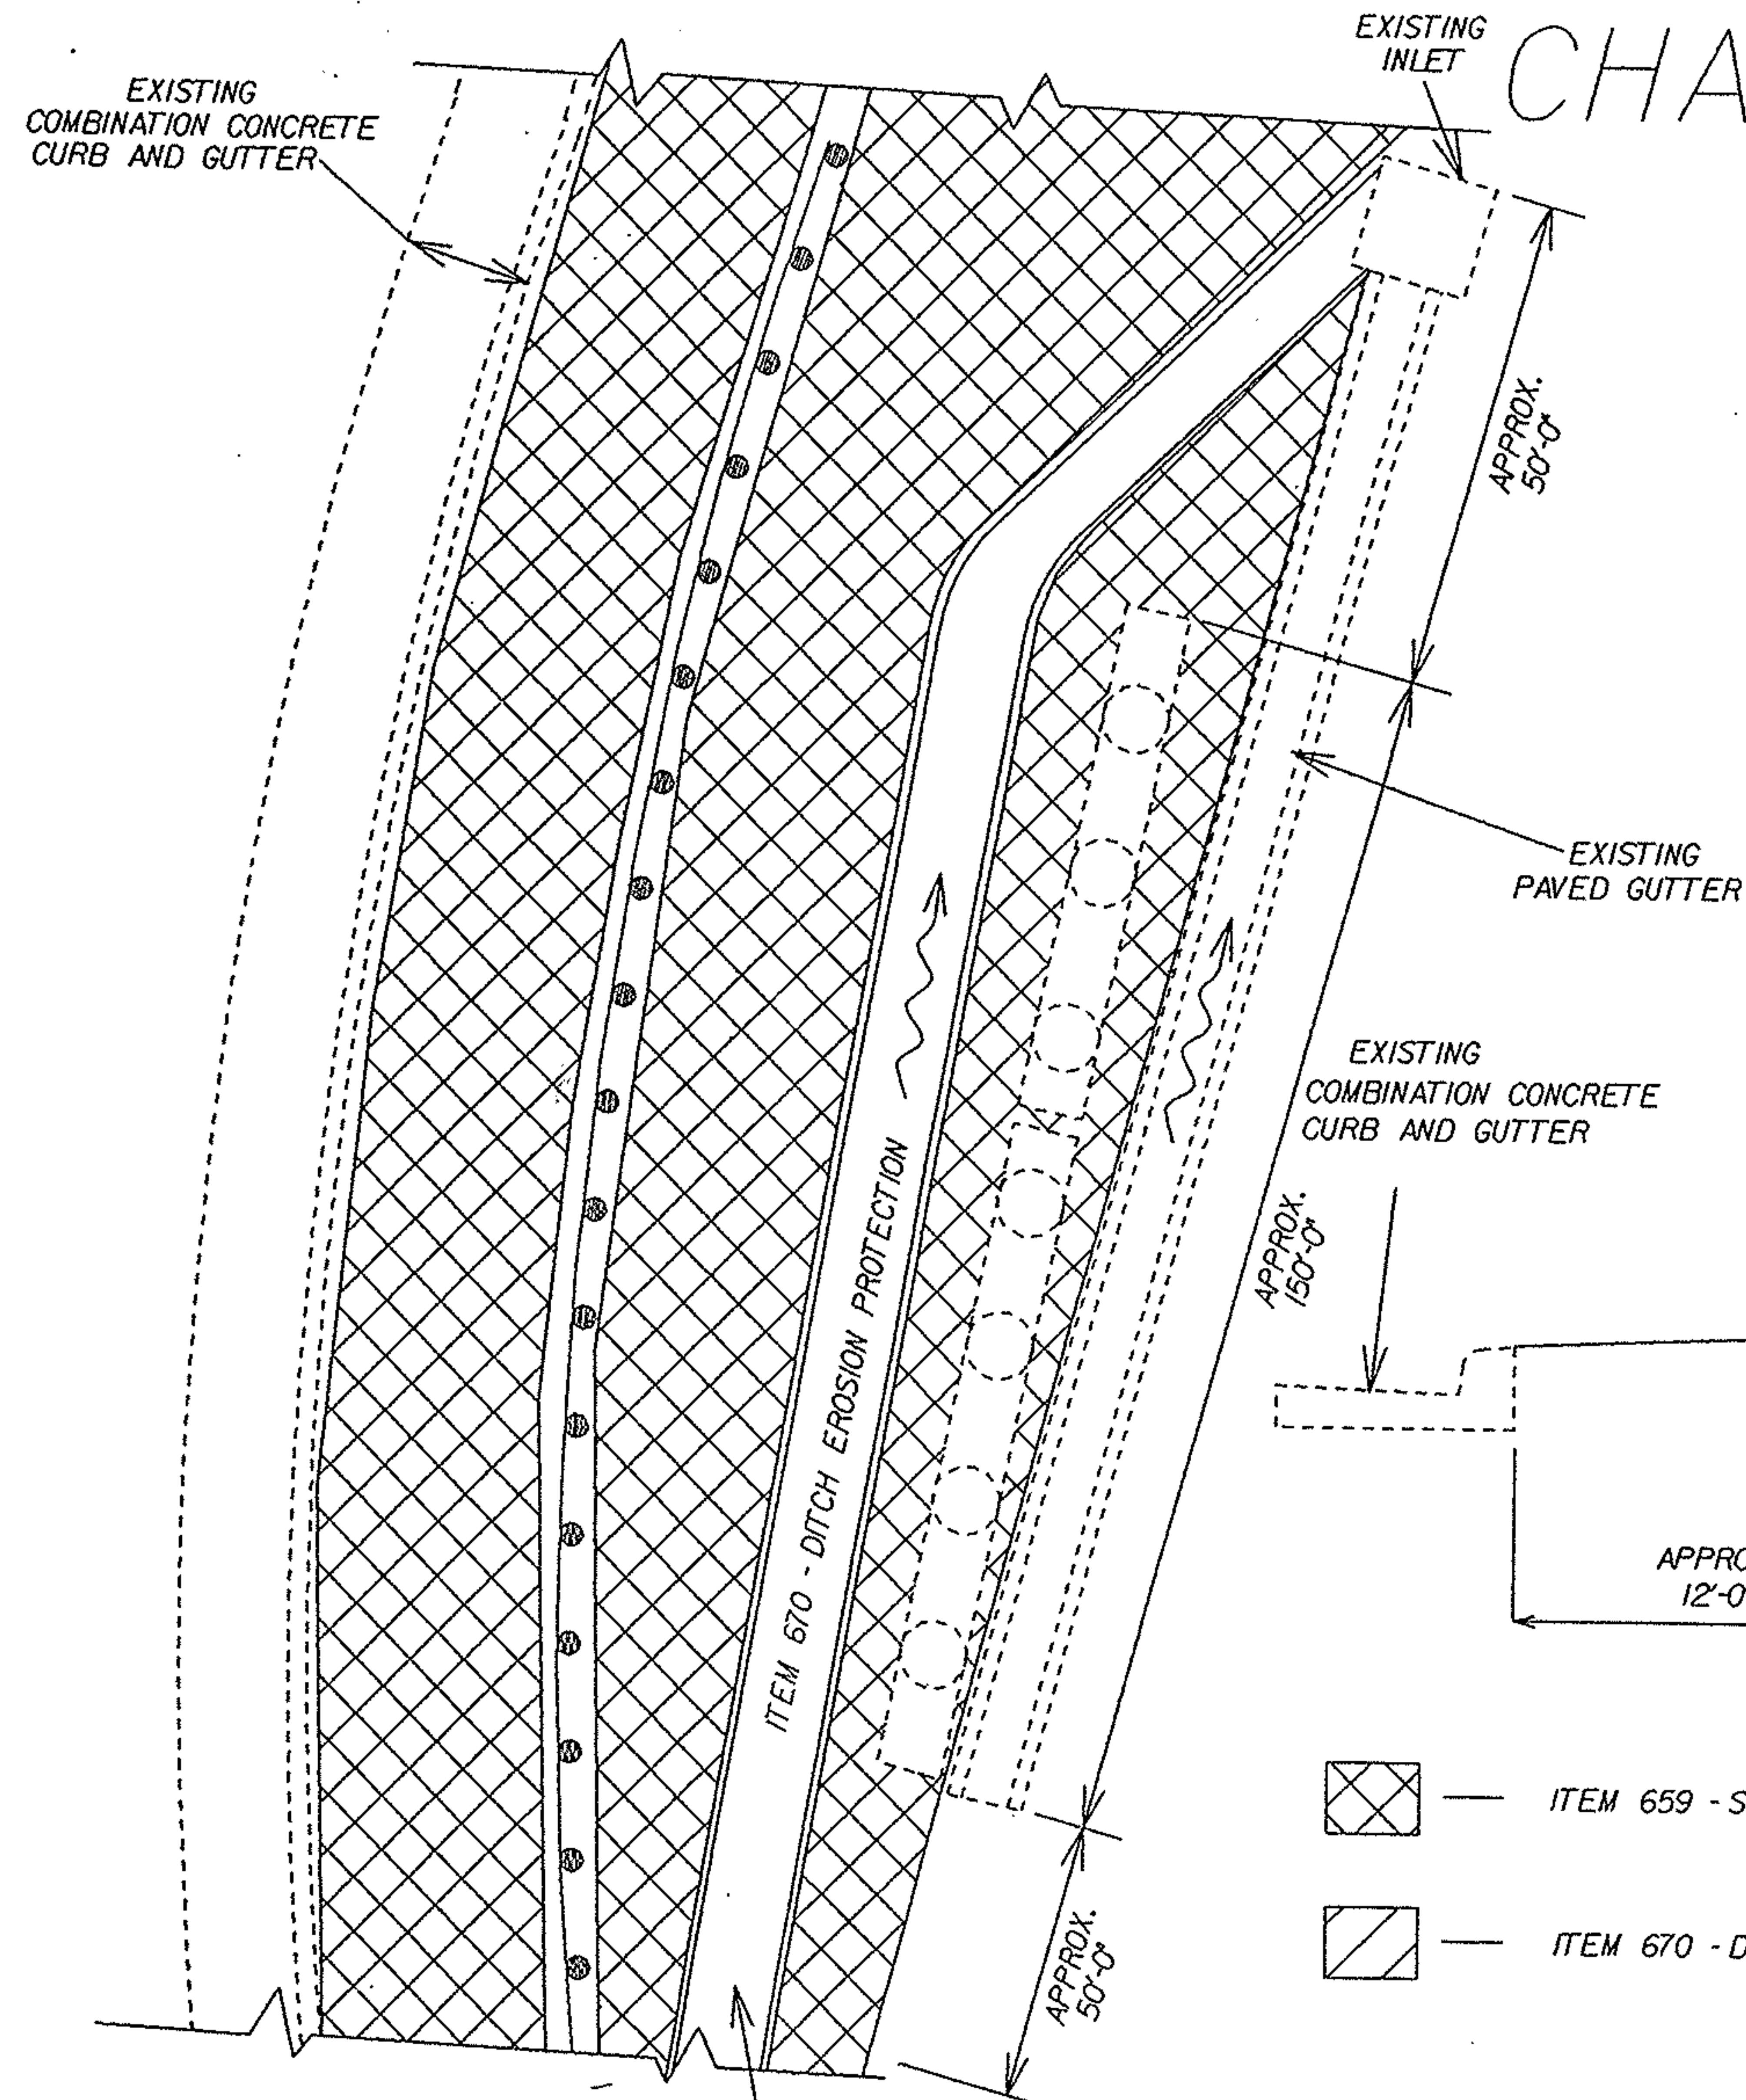 EXISTING
INLET
CHA
EXISTING
COMBINATION CONCRETE
CURB AND GUTTER
APPROX.
50'-0"
EXISTING
PAVED GUTTER
EXISTING
COMBINATION CONCRETE
CURB AND GUTTER
ITEM 670 - DITCH EROSION PROTECTION
APPROX.
150'-0"
APPRO
12'-0
ITEM 659 - S
ITEM 670 - D
APPROX.
50'-0"